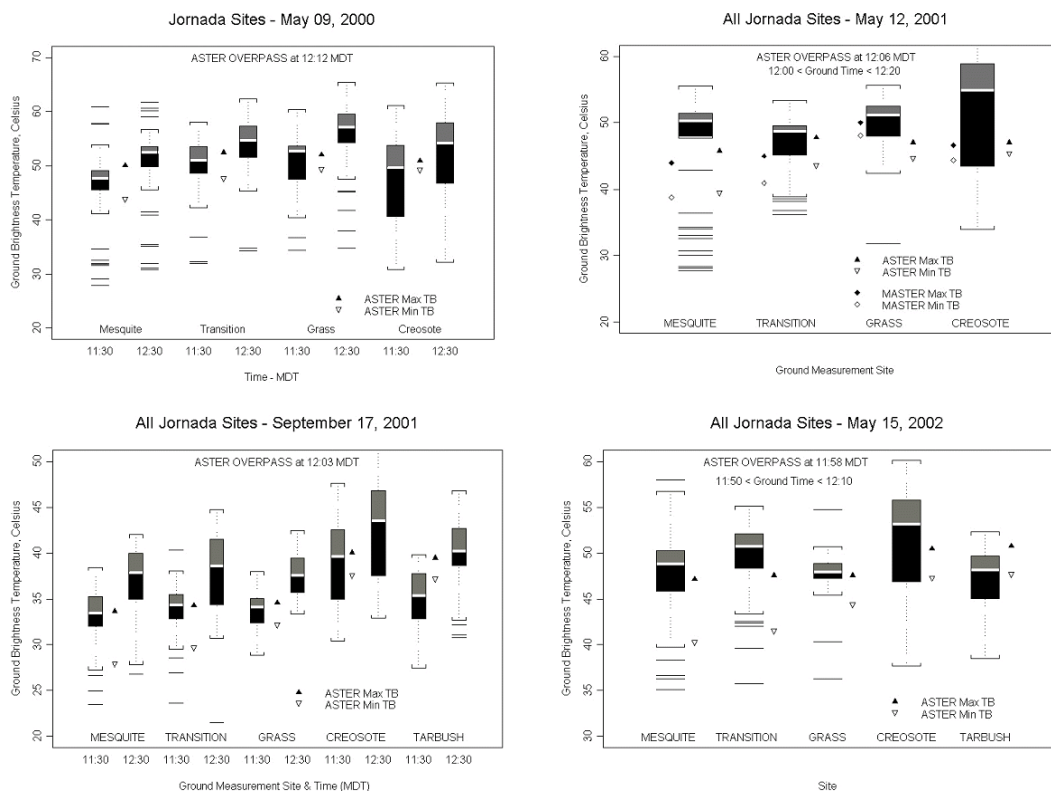 Jornada Sites - May 09, 2000
ASTER OVERPASS at 12:12 MDT
Ground Brightness Temperature, Celsius
70
60
50
40
30
20
ASTER Max TB
ASTER Min TB
Mesquite Transition Grass Creosote
11:30 12:30 11:30 12:30 11:30 12:30 11:30 12:30
Time - MDT
All Jornada Sites - May 12, 2001
ASTER OVERPASS at 12:06 MDT
12:00 < Ground Time < 12:20
Ground Brightness Temperature, Celsius
60
50
40
30
20
ASTER Max TB
ASTER Min TB
MASTER Max TB
MASTER Min TB
MESQUITE TRANSITION GRASS CREOSOTE
Ground Measurement Site
All Jornada Sites - September 17, 2001
ASTER OVERPASS at 12:03 MDT
Ground Brightness Temperature, Celsius
50
45
40
35
30
25
20
ASTER Max TB
ASTER Min TB
MESQUITE TRANSITION GRASS CREOSOTE TARBUSH
11:30 12:30 11:30 12:30 11:30 12:30 11:30 12:30 11:30 12:30
Ground Measurement Site & Time (MDT)
All Jornada Sites - May 15, 2002
ASTER OVERPASS at 11:58 MDT
11:50 < Ground Time < 12:10
Ground Brightness Temperature, Celsius
60
55
50
45
40
35
30
ASTER Max TB
ASTER Min TB
MESQUITE TRANSITION GRASS CREOSOTE TARBUSH
Site